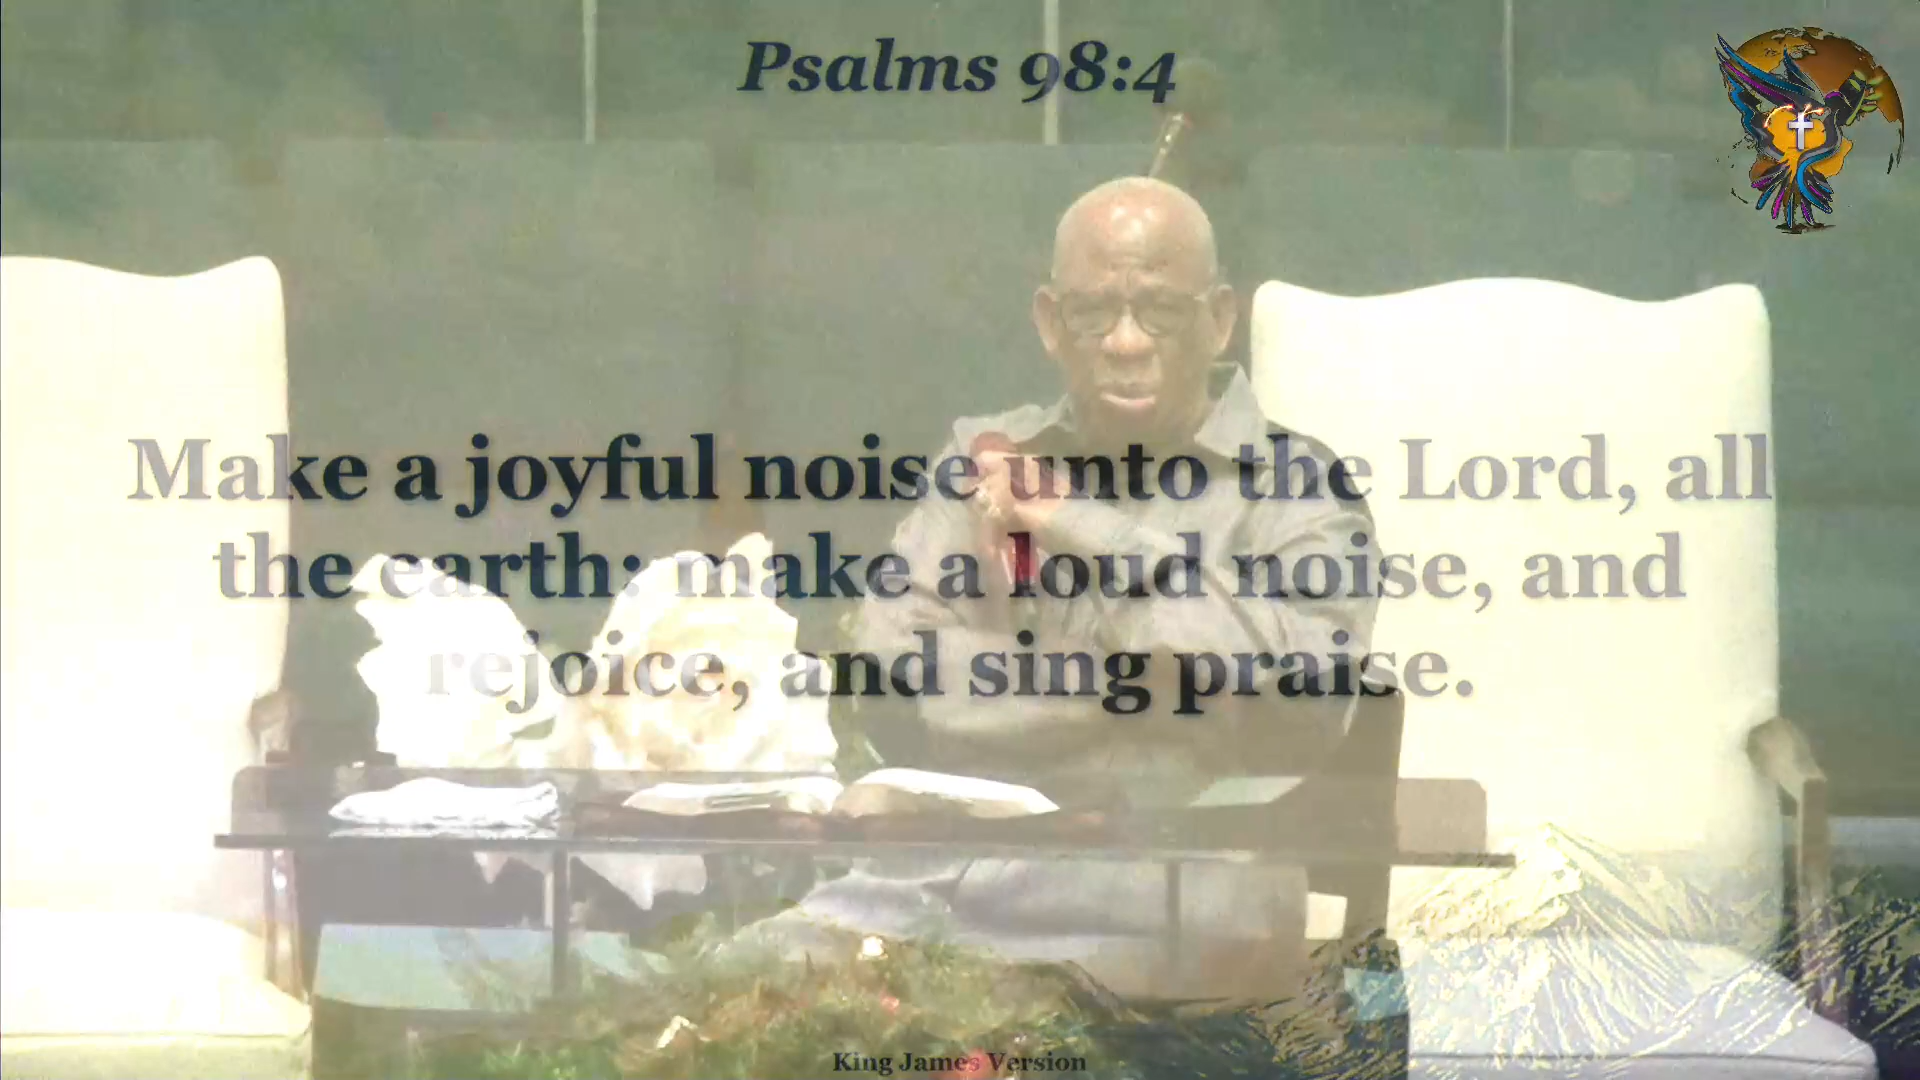 Psalms 98:4
Make a joyful noise unto the Lord, all
the earth: make a loud noise, and
rejoice, and sing praise.
King James Version